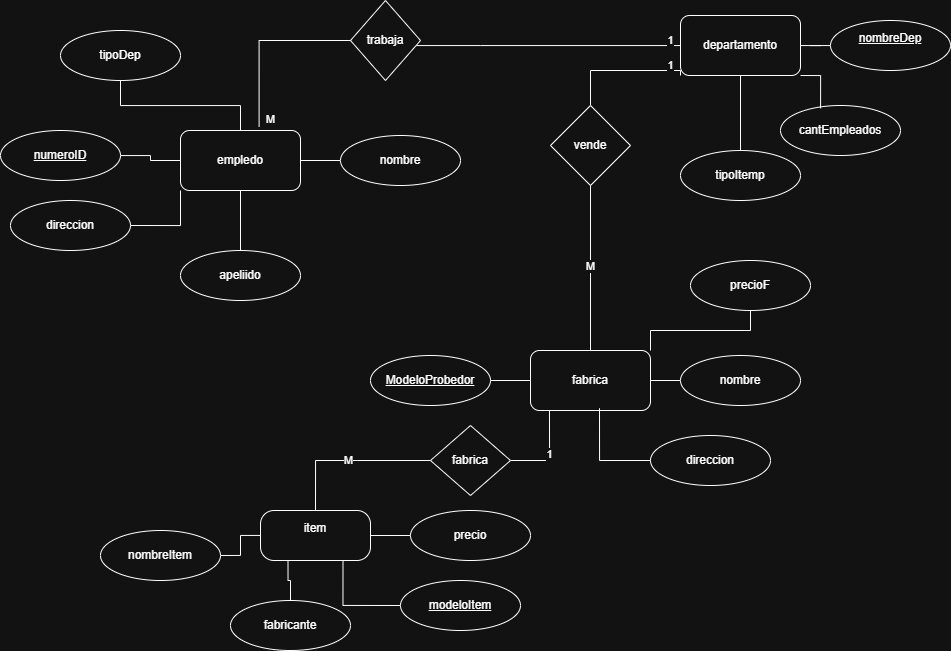 trabaja
1
departamento
nombreDep
tipoDep
1
M
cantEmpleados
vende
numeroID
empledo
nombre
tipoItemp
direccion
apeliido
M
precioF
ModeloProbedor
fabrica
nombre
M
fabrica
1
direccion
item
precio
nombreItem
modeloItem
fabricante